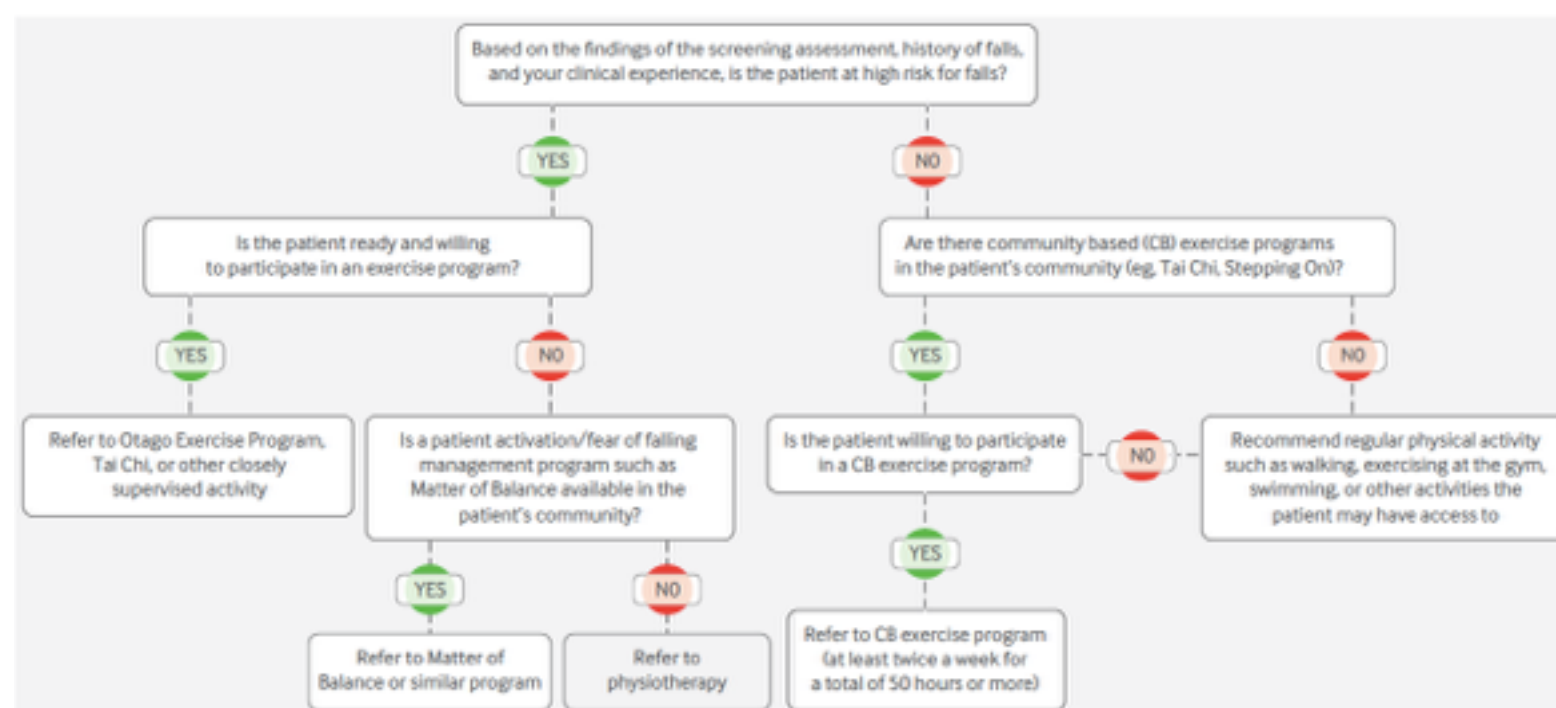 Based on the findings of the screening assessment, history of falls,
and your clinical experience, is the patient at high risk for falls?
YES
NO
Is the patient ready and willing
to participate in an exercise program?
Are there community based (CB) exercise programs
in the patient's community (eg, Tai Chi, Stepping On)?
YES
NO
YES
NO
Refer to Otago Exercise Program,
Tai Chi, or other closely
supervised activity
Is a patient activation/fear of falling
management program such as
Matter of Balance available in the
patient's community?
Is the patient willing to participate
in a CB exercise program?
NO
Recommend regular physical activity
such as walking, exercising at the gym,
swimming, or other activities the
patient may have access to
YES
NO
YES
Refer to Matter of
Balance or similar program
Refer to
physiotherapy
Refer to CB exercise program
(at least twice a week for
a total of 50 hours or more)